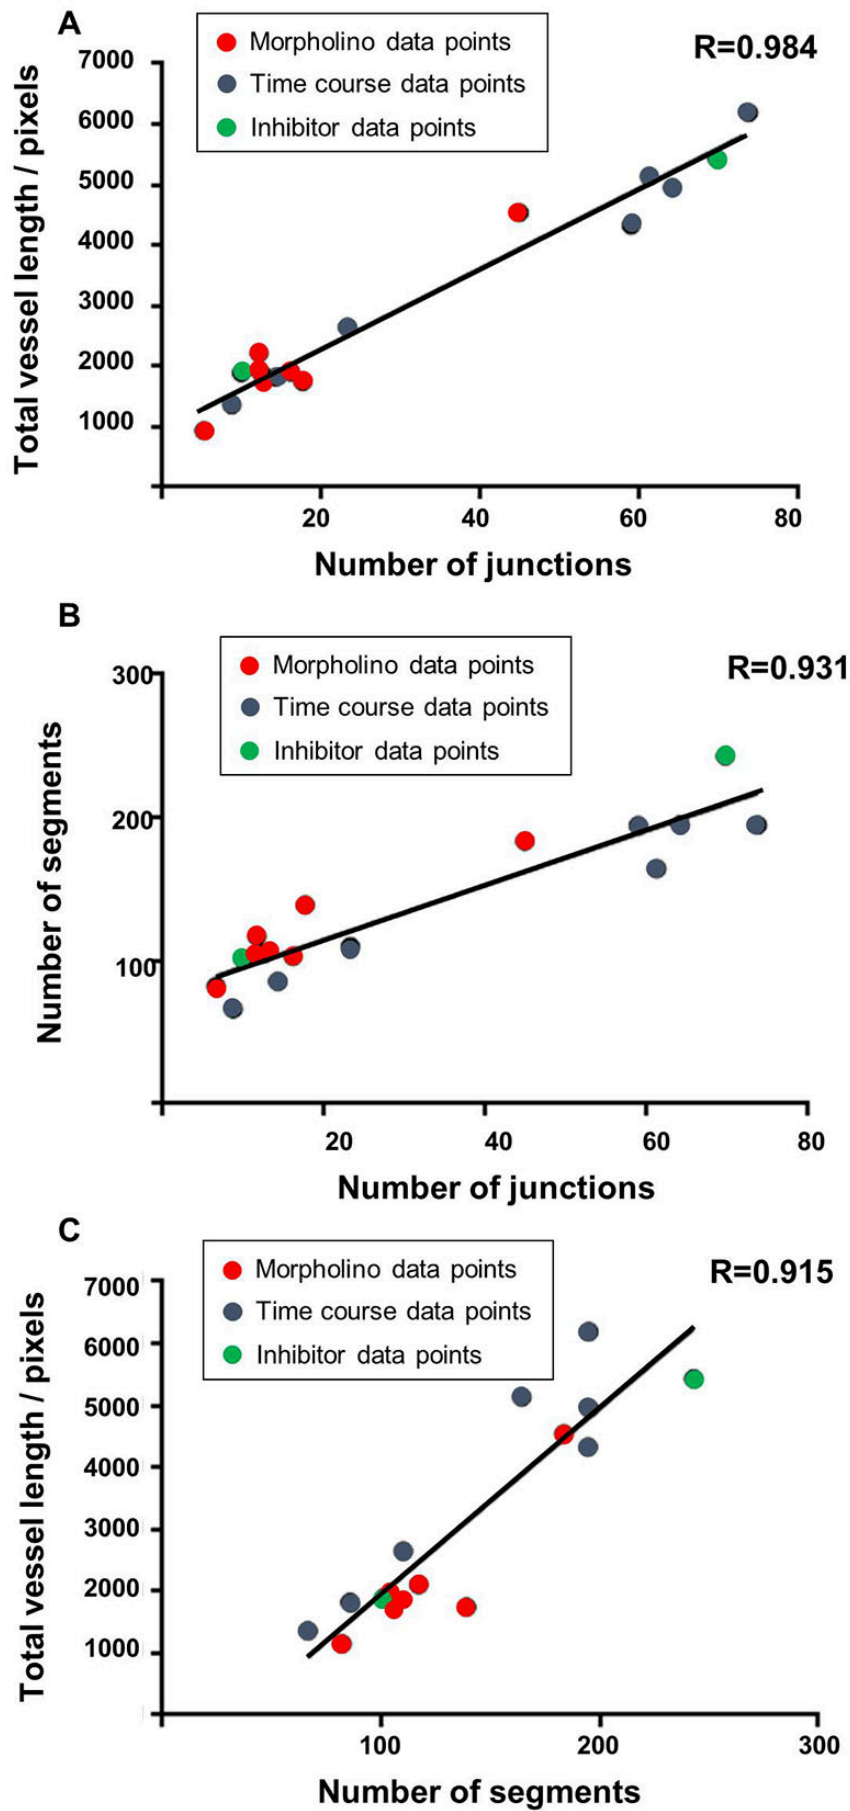 A
R=0.984
Morpholino data points
Time course data points
Inhibitor data points
Total vessel length / pixels
7000
6000
5000
4000
3000
2000
1000
20 40 60 80
Number of junctions
B
R=0.931
Morpholino data points
Time course data points
Inhibitor data points
Number of segments
300
200
100
20 40 60 80
Number of junctions
C
R=0.915
Morpholino data points
Time course data points
Inhibitor data points
Total vessel length / pixels
7000
6000
5000
4000
3000
2000
1000
100 200 300
Number of segments